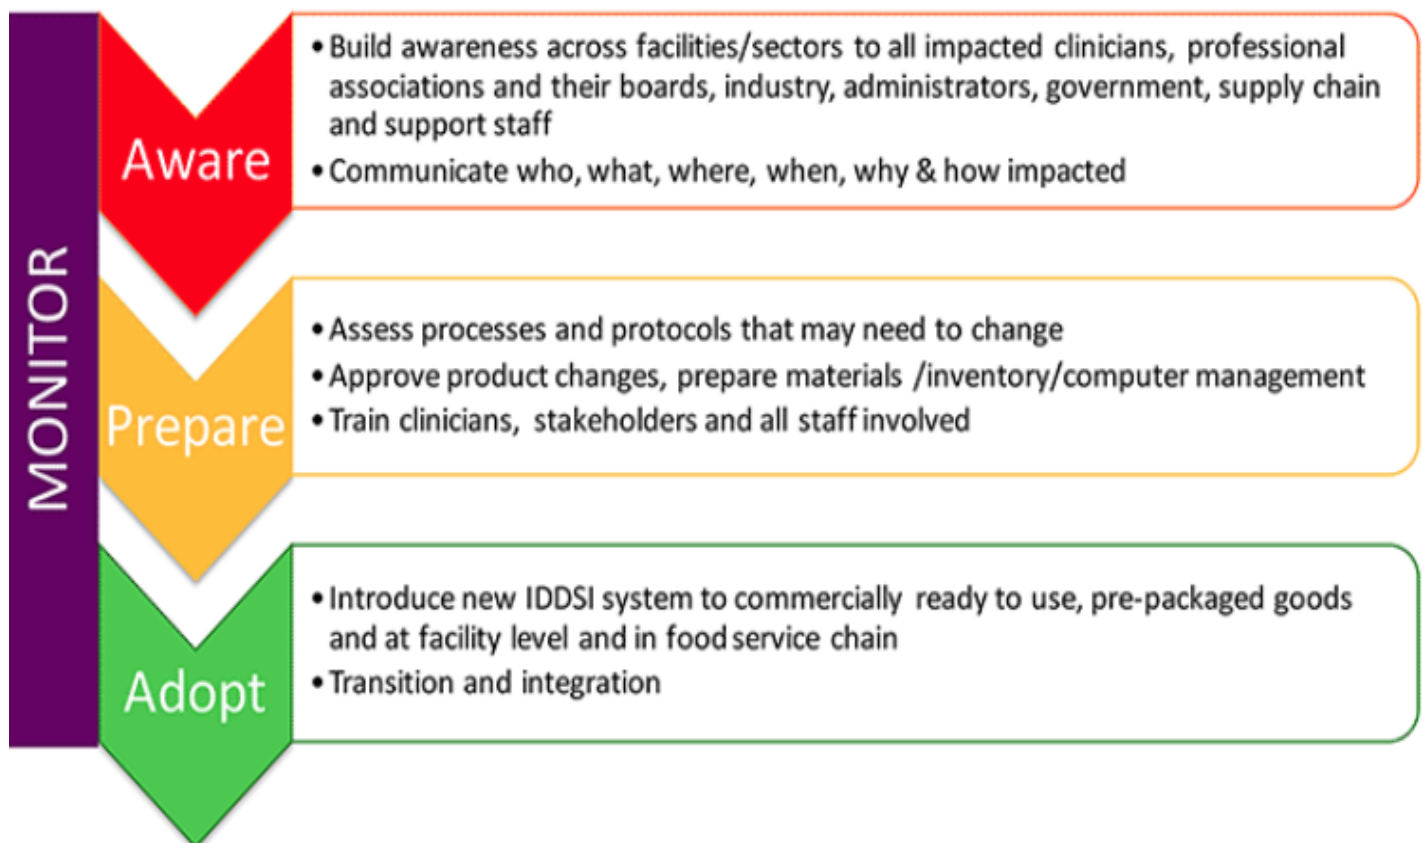 MONITOR
Aware
• Build awareness across facilities/sectors to all impacted clinicians, professional
associations and their boards, industry, administrators, government, supply chain
and support staff
• Communicate who, what, where, when, why & how impacted
Prepare
• Assess processes and protocols that may need to change
• Approve product changes, prepare materials /inventory/computer management
• Train clinicians, stakeholders and all staff involved
Adopt
• Introduce new IDDSI system to commercially ready to use, pre-packaged goods
and at facility level and in food service chain
• Transition and integration